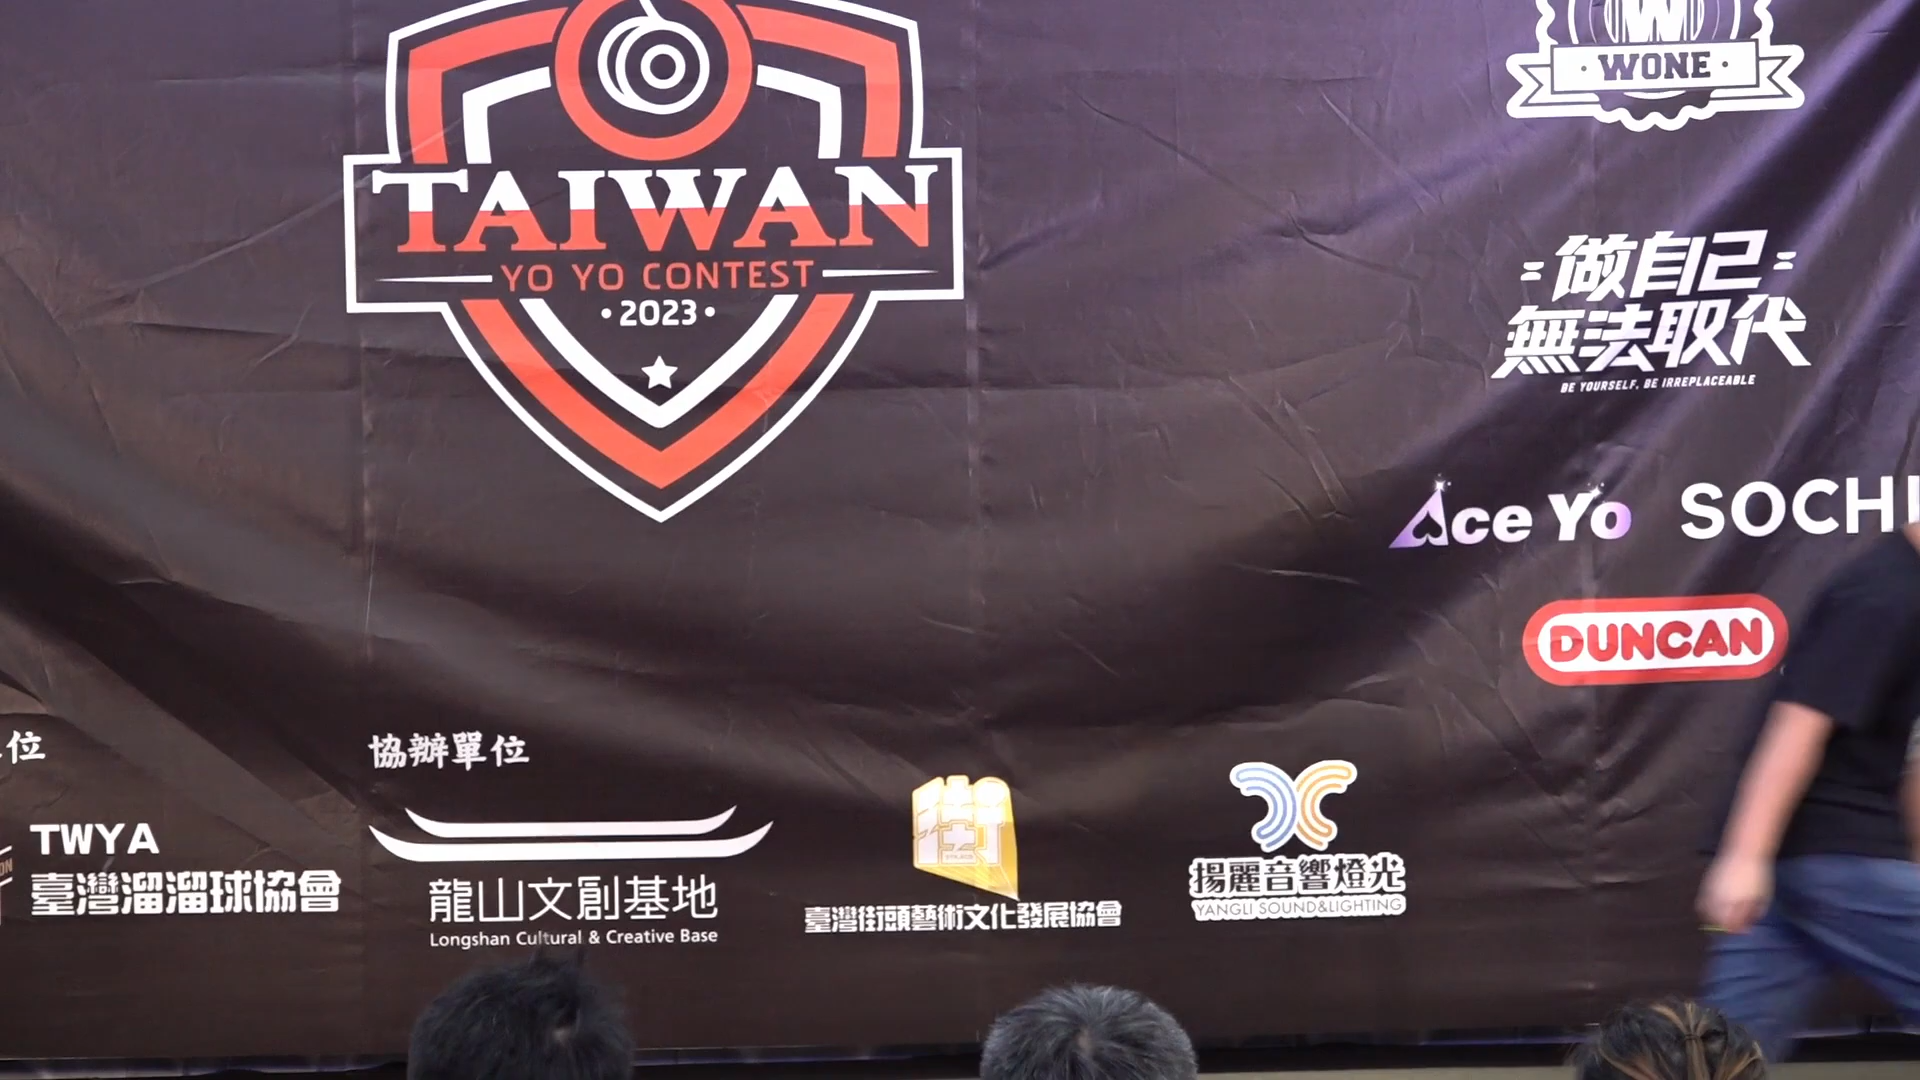 TAIWAN
YO YO CONTEST
•2023•
W
· WONE ·
做自己
無法取代
BE YOURSELF, BE IRREPLACEABLE
Ace Yo
SOCHI
DUNCAN
位
TWYA
臺灣溜溜球協會
協辦單位
龍山文創基地
Longshan Cultural & Creative Base
臺灣街頭藝術文化發展協會
揚麗音響燈光
YANGLI SOUND&LIGHTING